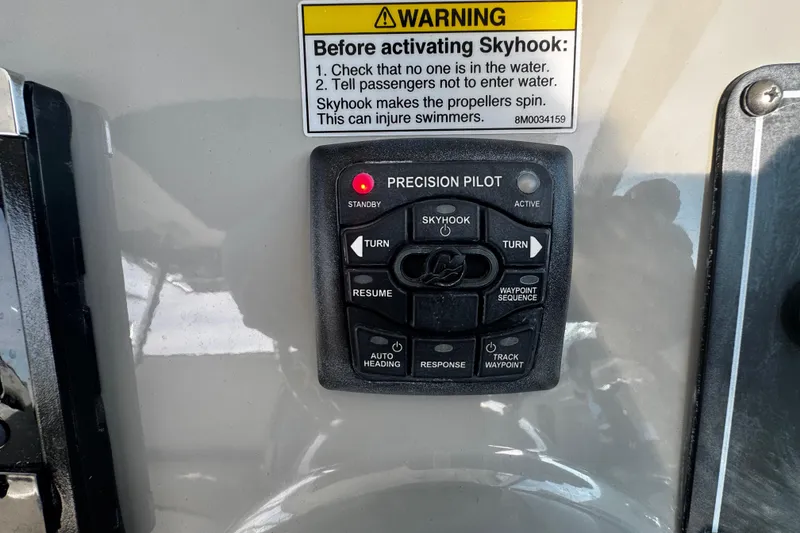 WARNING
Before activating Skyhook:
1. Check that no one is in the water.
2. Tell passengers not to enter water.
Skyhook makes the propellers spin.
This can injure swimmers. 8M0034159
PRECISION PILOT
STANDBY
ACTIVE
SKYHOOK
TURN
TURN
RESUME
WAYPOINT
SEQUENCE
AUTO
HEADING
RESPONSE
TRACK
WAYPOINT